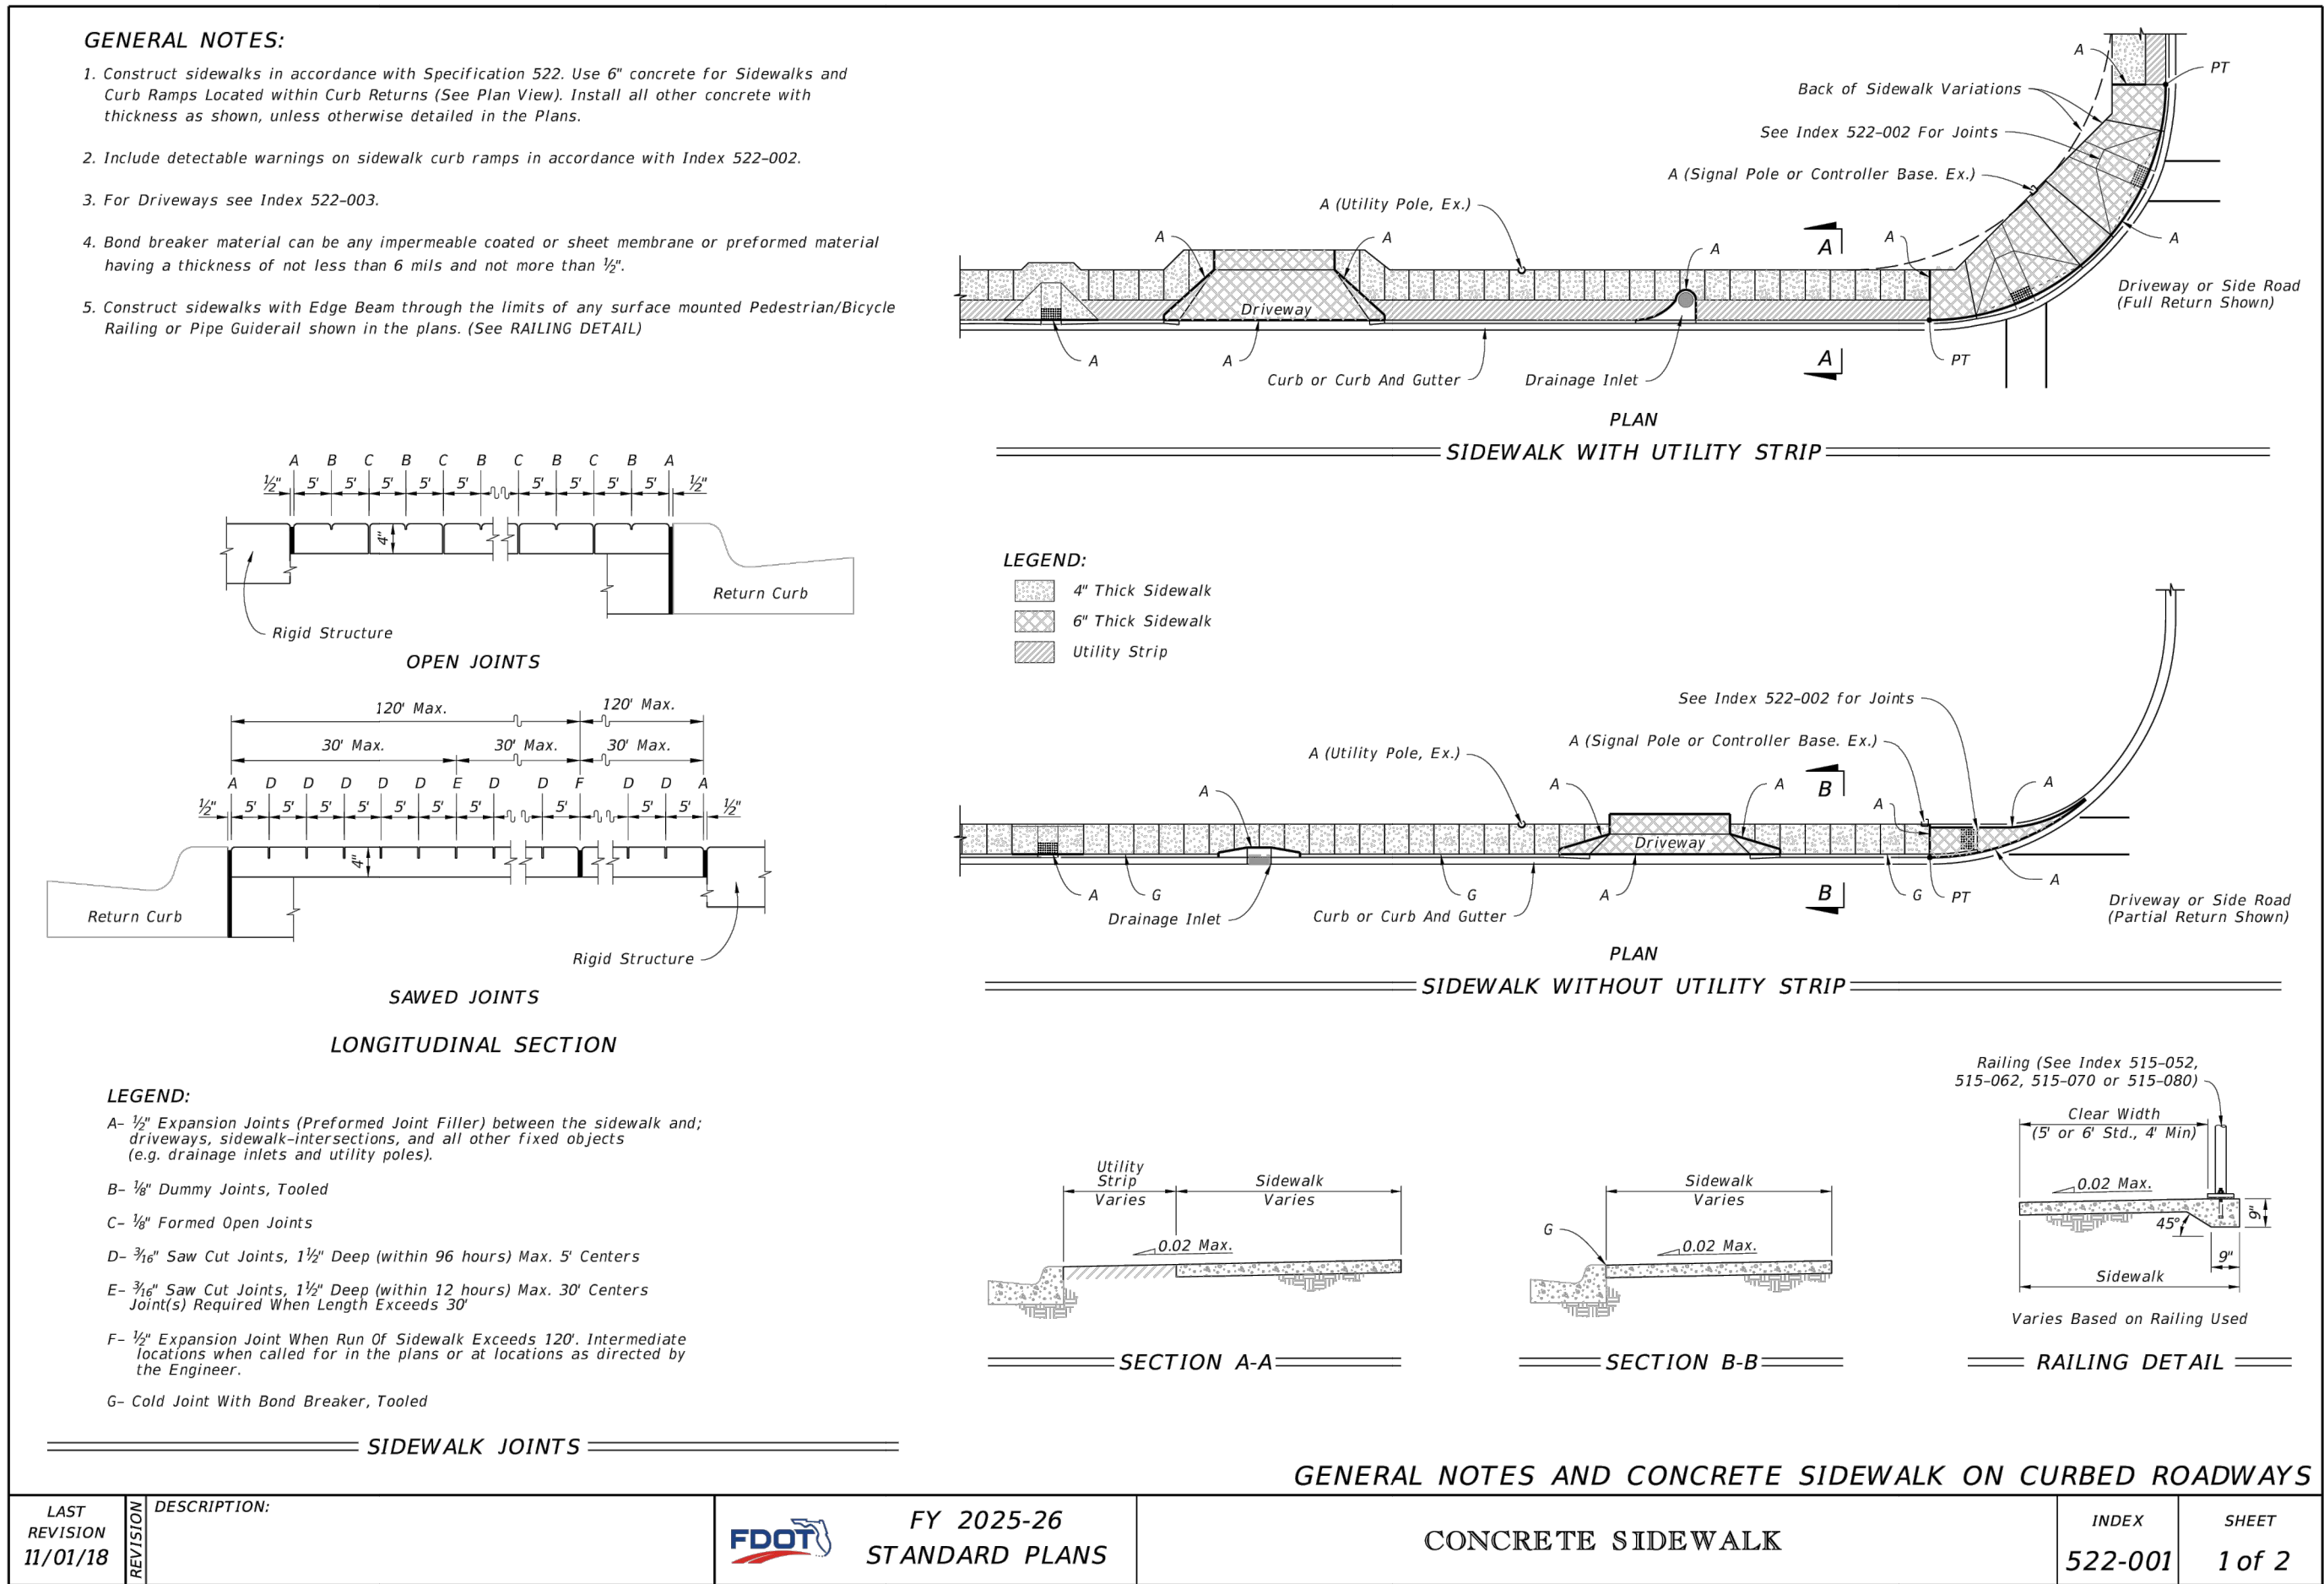 GENERAL NOTES:
1. Construct sidewalks in accordance with Specification 522. Use 6" concrete for Sidewalks and
Curb Ramps Located within Curb Returns (See Plan View). Install all other concrete with
thickness as shown, unless otherwise detailed in the Plans.
2. Include detectable warnings on sidewalk curb ramps in accordance with Index 522-002.
3. For Driveways see Index 522-003.
4. Bond breaker material can be any impermeable coated or sheet membrane or preformed material
having a thickness of not less than 6 mils and not more than ½".
5. Construct sidewalks with Edge Beam through the limits of any surface mounted Pedestrian/Bicycle
Railing or Pipe Guiderail shown in the plans. (See RAILING DETAIL)
A B C B C B C B C B A
½" 5' 5' 5' 5' 5' 5' 5' 5' 5' ½"
4"
Return Curb
Rigid Structure
OPEN JOINTS
120' Max. 120' Max.
30' Max. 30' Max. 30' Max.
A D D D D D E D D F D D A
½" 5' 5' 5' 5' 5' 5' 5' 5' 5' 5' ½"
4"
Return Curb
Rigid Structure
SAWED JOINTS
LONGITUDINAL SECTION
LEGEND:
A- ½" Expansion Joints (Preformed Joint Filler) between the sidewalk and;
driveways, sidewalk-intersections, and all other fixed objects
(e.g. drainage inlets and utility poles).
B- ⅛" Dummy Joints, Tooled
C- ⅛" Formed Open Joints
D- 3/16" Saw Cut Joints, 1½" Deep (within 96 hours) Max. 5' Centers
E- 3/16" Saw Cut Joints, 1½" Deep (within 12 hours) Max. 30' Centers
Joint(s) Required When Length Exceeds 30'
F- ½" Expansion Joint When Run Of Sidewalk Exceeds 120'. Intermediate
locations when called for in the plans or at locations as directed by
the Engineer.
G- Cold Joint With Bond Breaker, Tooled
SIDEWALK JOINTS
A
PT
Back of Sidewalk Variations
See Index 522-002 For Joints
A (Signal Pole or Controller Base. Ex.)
A (Utility Pole, Ex.)
A A A A A A
Driveway
Driveway or Side Road
(Full Return Shown)
A A A PT
Curb or Curb And Gutter
Drainage Inlet
PLAN
SIDEWALK WITH UTILITY STRIP
LEGEND:
4" Thick Sidewalk
6" Thick Sidewalk
Utility Strip
See Index 522-002 for Joints
A (Signal Pole or Controller Base. Ex.)
A (Utility Pole, Ex.)
A A A B A A
Driveway
A G G A B G PT A
Drainage Inlet
Curb or Curb And Gutter
Driveway or Side Road
(Partial Return Shown)
PLAN
SIDEWALK WITHOUT UTILITY STRIP
Utility
Strip
Varies
Sidewalk
Varies
0.02 Max.
SECTION A-A
Sidewalk
Varies
G
0.02 Max.
SECTION B-B
Railing (See Index 515-052,
515-062, 515-070 or 515-080)
Clear Width
(5' or 6' Std., 4' Min)
0.02 Max.
45°
9"
9"
Sidewalk
Varies Based on Railing Used
RAILING DETAIL
GENERAL NOTES AND CONCRETE SIDEWALK ON CURBED ROADWAYS
LAST
REVISION
11/01/18
REVISION
DESCRIPTION:
FDOT
FY 2025-26
STANDARD PLANS
CONCRETE SIDEWALK
INDEX
522-001
SHEET
1 of 2